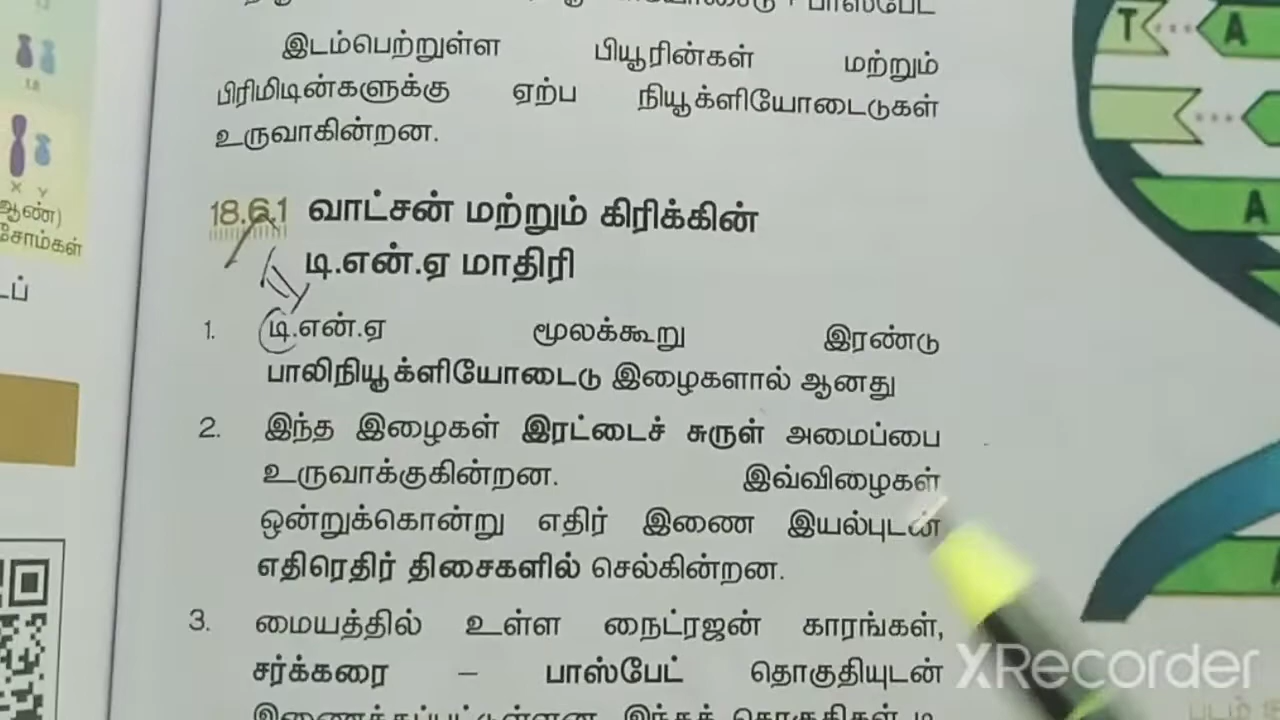 இடம்பெற்றுள்ள பியூரின்கள் மற்றும்
பிரிமிடின்களுக்கு ஏற்ப நியூக்ளியோடைடுகள்
உருவாகின்றன.
18.6.1 வாட்சன் மற்றும் கிரிக்கின்
டி.என்.ஏ மாதிரி
1. டி.என்.ஏ மூலக்கூறு இரண்டு
பாலிநியூக்ளியோடைடு இழைகளால் ஆனது
2. இந்த இழைகள் இரட்டைச் சுருள் அமைப்பை
உருவாக்குகின்றன. இவ்விழைகள்
ஒன்றுக்கொன்று எதிர் இணை இயல்புடன்
எதிரெதிர் திசைகளில் செல்கின்றன.
3. மையத்தில் உள்ள நைட்ரஜன் காரங்கள்,
சர்க்கரை – பாஸ்பேட் தொகுதியுடன்
T A
A
X Y
ஆண்)
சோம்கள்
XRecorder